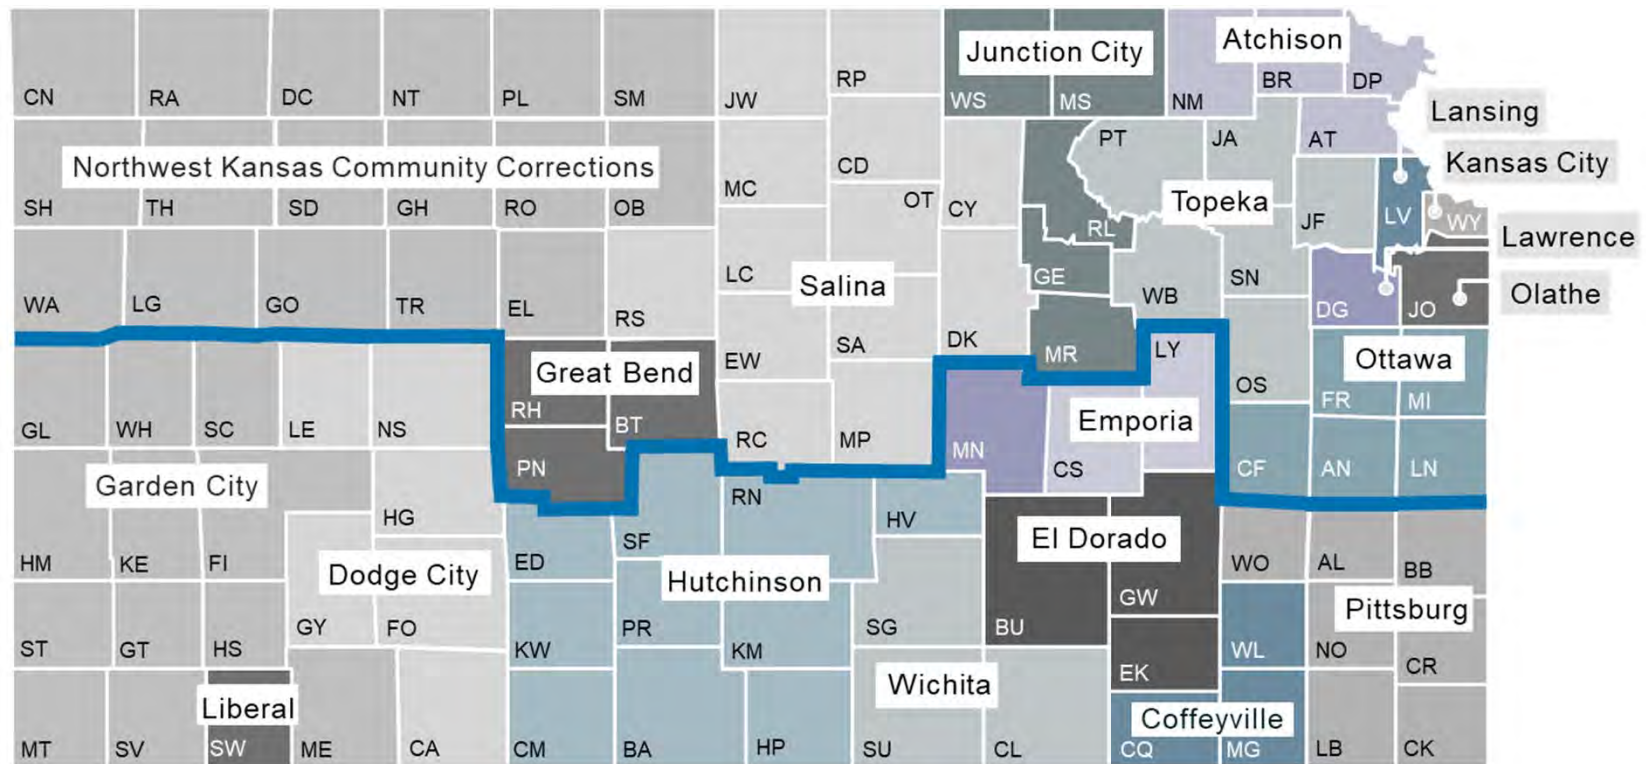 Junction City
Atchison
RP
BR
DP
CN
RA
DC
NT
PL
SM
JW
WS
MS
NM
Lansing
PT
JA
AT
Northwest Kansas Community Corrections
CD
Kansas City
MC
OT
CY
Topeka
SH
TH
SD
GH
RO
OB
RL
JF
LV
WY
Lawrence
LC
Salina
GE
SN
WA
LG
GO
TR
EL
RS
WB
DG
JO
Olathe
SA
DK
MR
LY
Ottawa
Great Bend
EW
OS
FR
MI
RH
BT
Emporia
GL
WH
SC
LE
NS
RC
MP
MN
PN
CS
CF
AN
LN
Garden City
RN
HG
HV
SF
El Dorado
HM
KE
FI
Dodge City
ED
Hutchinson
WO
AL
BB
GW
Pittsburg
GY
FO
PR
SG
BU
ST
GT
HS
KW
KM
WL
NO
CR
EK
Liberal
Wichita
Coffeyville
MT
SV
SW
ME
CA
CM
BA
HP
SU
CL
CQ
MG
LB
CK